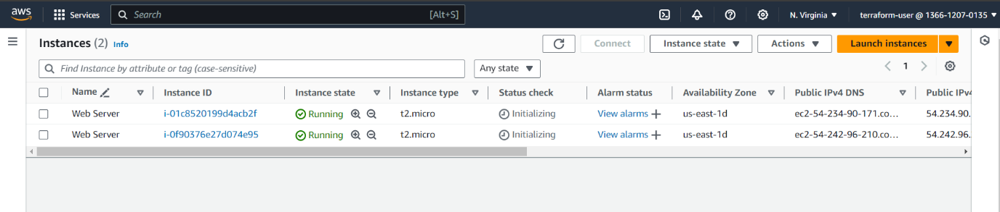 aws Services Search [Alt+S] N. Virginia terraform-user @ 1366-1207-0135
Instances (2) Info Connect Instance state Actions Launch instances
Find Instance by attribute or tag (case-sensitive) Any state 1
Name Instance ID Instance state Instance type Status check Alarm status Availability Zone Public IPv4 DNS Public IPv4
Web Server i-01c8520199d4acb2f Running t2.micro Initializing View alarms us-east-1d ec2-54-234-90-171.co... 54.234.90.
Web Server i-0f90376e27d074e95 Running t2.micro Initializing View alarms us-east-1d ec2-54-242-96-210.co... 54.242.96.